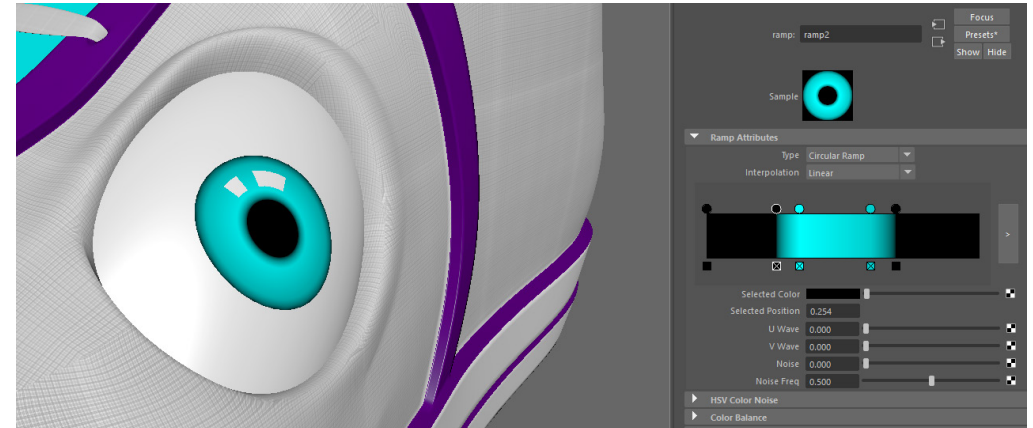 Focus
ramp: ramp2
Presets*
Show Hide
Sample
Ramp Attributes
Type Circular Ramp
Interpolation Linear
>
Selected Color
Selected Position 0.254
U Wave 0.000
V Wave 0.000
Noise 0.000
Noise Freq 0.500
HSV Color Noise
Color Balance